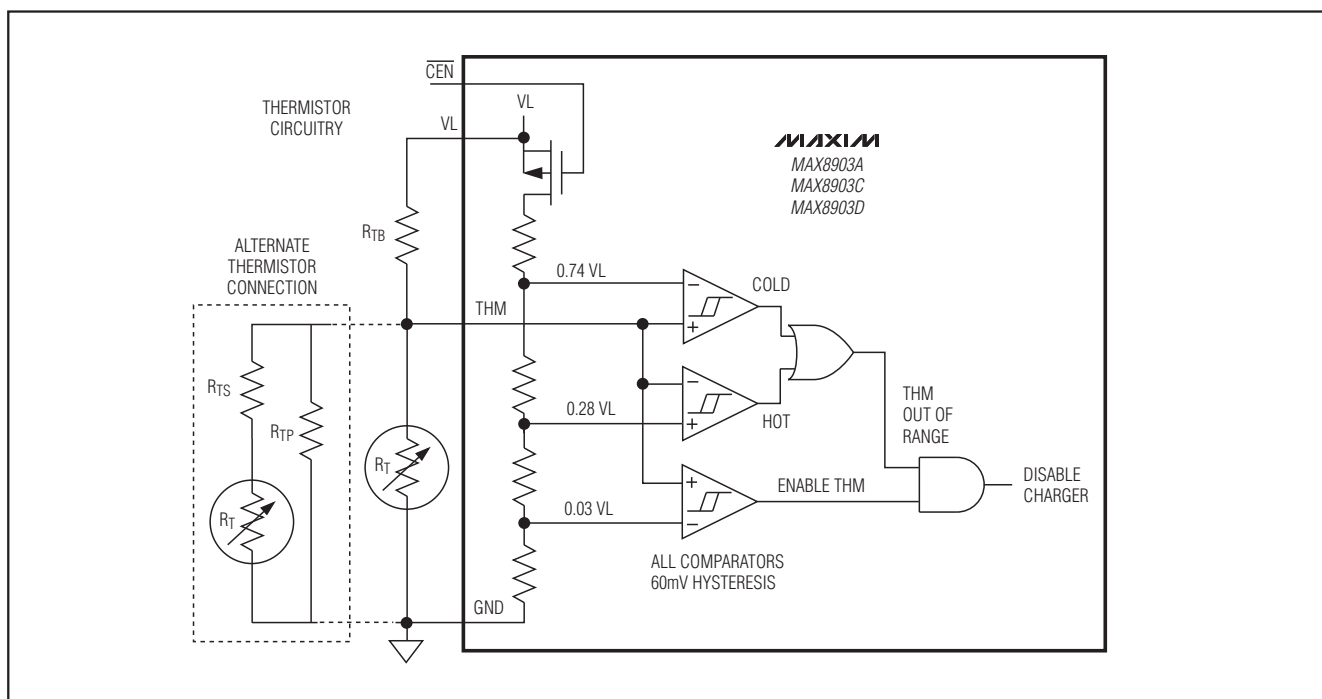 CEN
THERMISTOR
CIRCUITRY
VL
VL
MAXIM
MAX8903A
MAX8903C
MAX8903D
RTB
ALTERNATE
THERMISTOR
CONNECTION
0.74 VL
COLD
THM
−
+
RTS
RTP
0.28 VL
−
+
HOT
THM
OUT OF
RANGE
RT
RT
+
−
ENABLE THM
DISABLE
CHARGER
0.03 VL
ALL COMPARATORS
60mV HYSTERESIS
GND